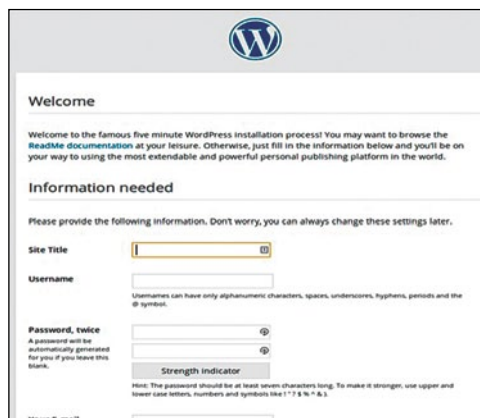 W
Welcome
Welcome to the famous five minute WordPress installation process! You may want to browse the
ReadMe documentation at your leisure. Otherwise, just fill in the information below and you'll be on
your way to using the most extendable and powerful personal publishing platform in the world.
Information needed
Please provide the following information. Don't worry, you can always change these settings later.
Site Title
Username
Usernames can have only alphanumeric characters, spaces, underscores, hyphens, periods and the
@ symbol.
Password, twice
A password will be
automatically generated
for you if you leave this
blank.
Strength indicator
Hint: The password should be at least seven characters long. To make it stronger, use upper and
lower case letters, numbers and symbols like ! " ? $ % ^ & ).